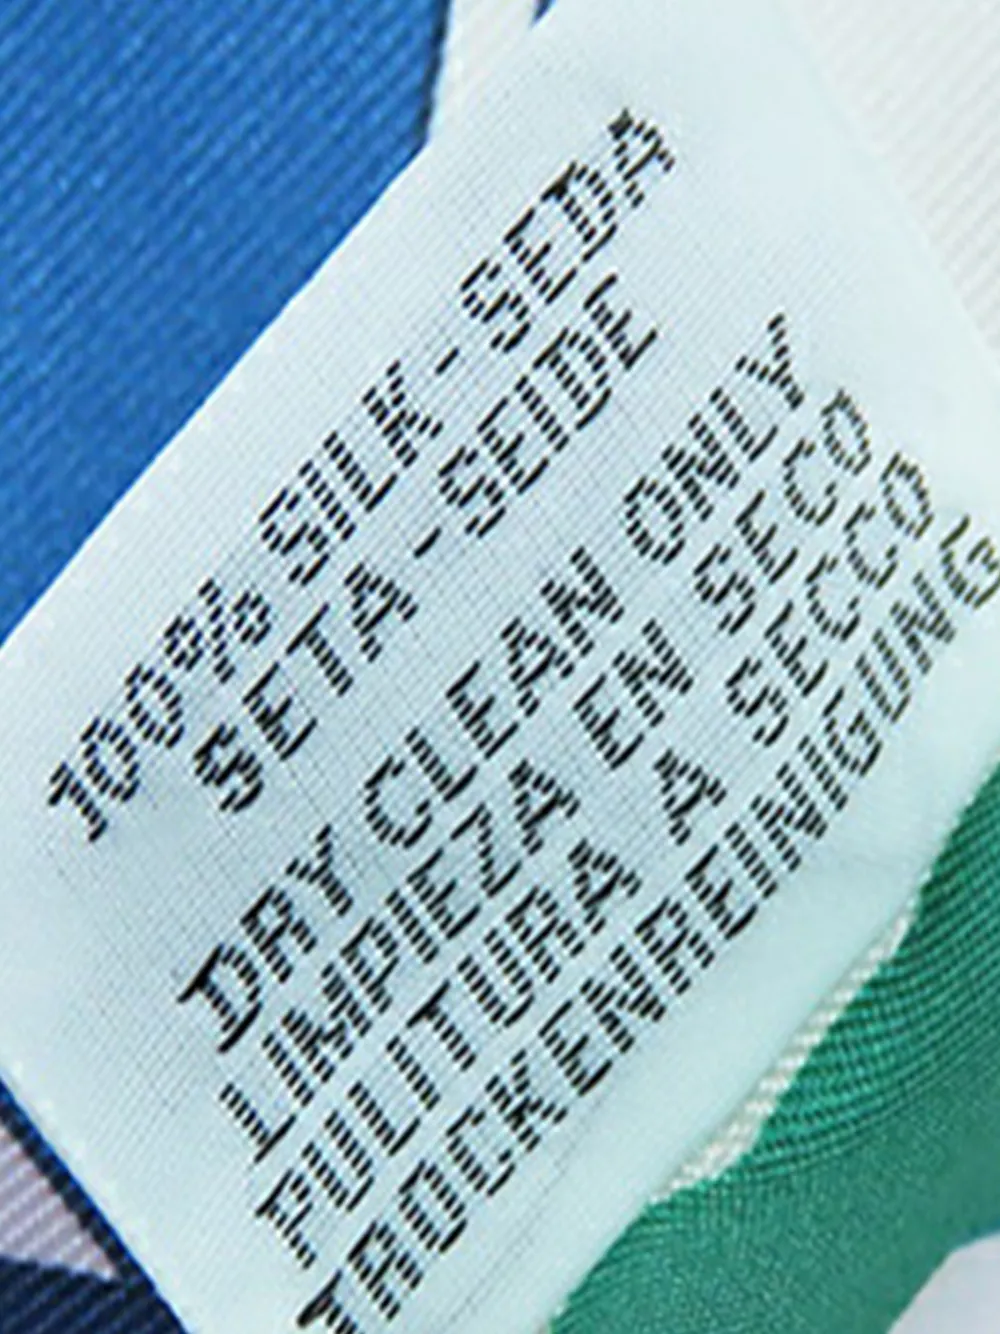 100% SILK - SEDA
SETA - SEIDE
DRY CLEAN ONLY
LIMPIEZA EN SECO
PULITURA A SECCO
TROCKENREINIGUNG